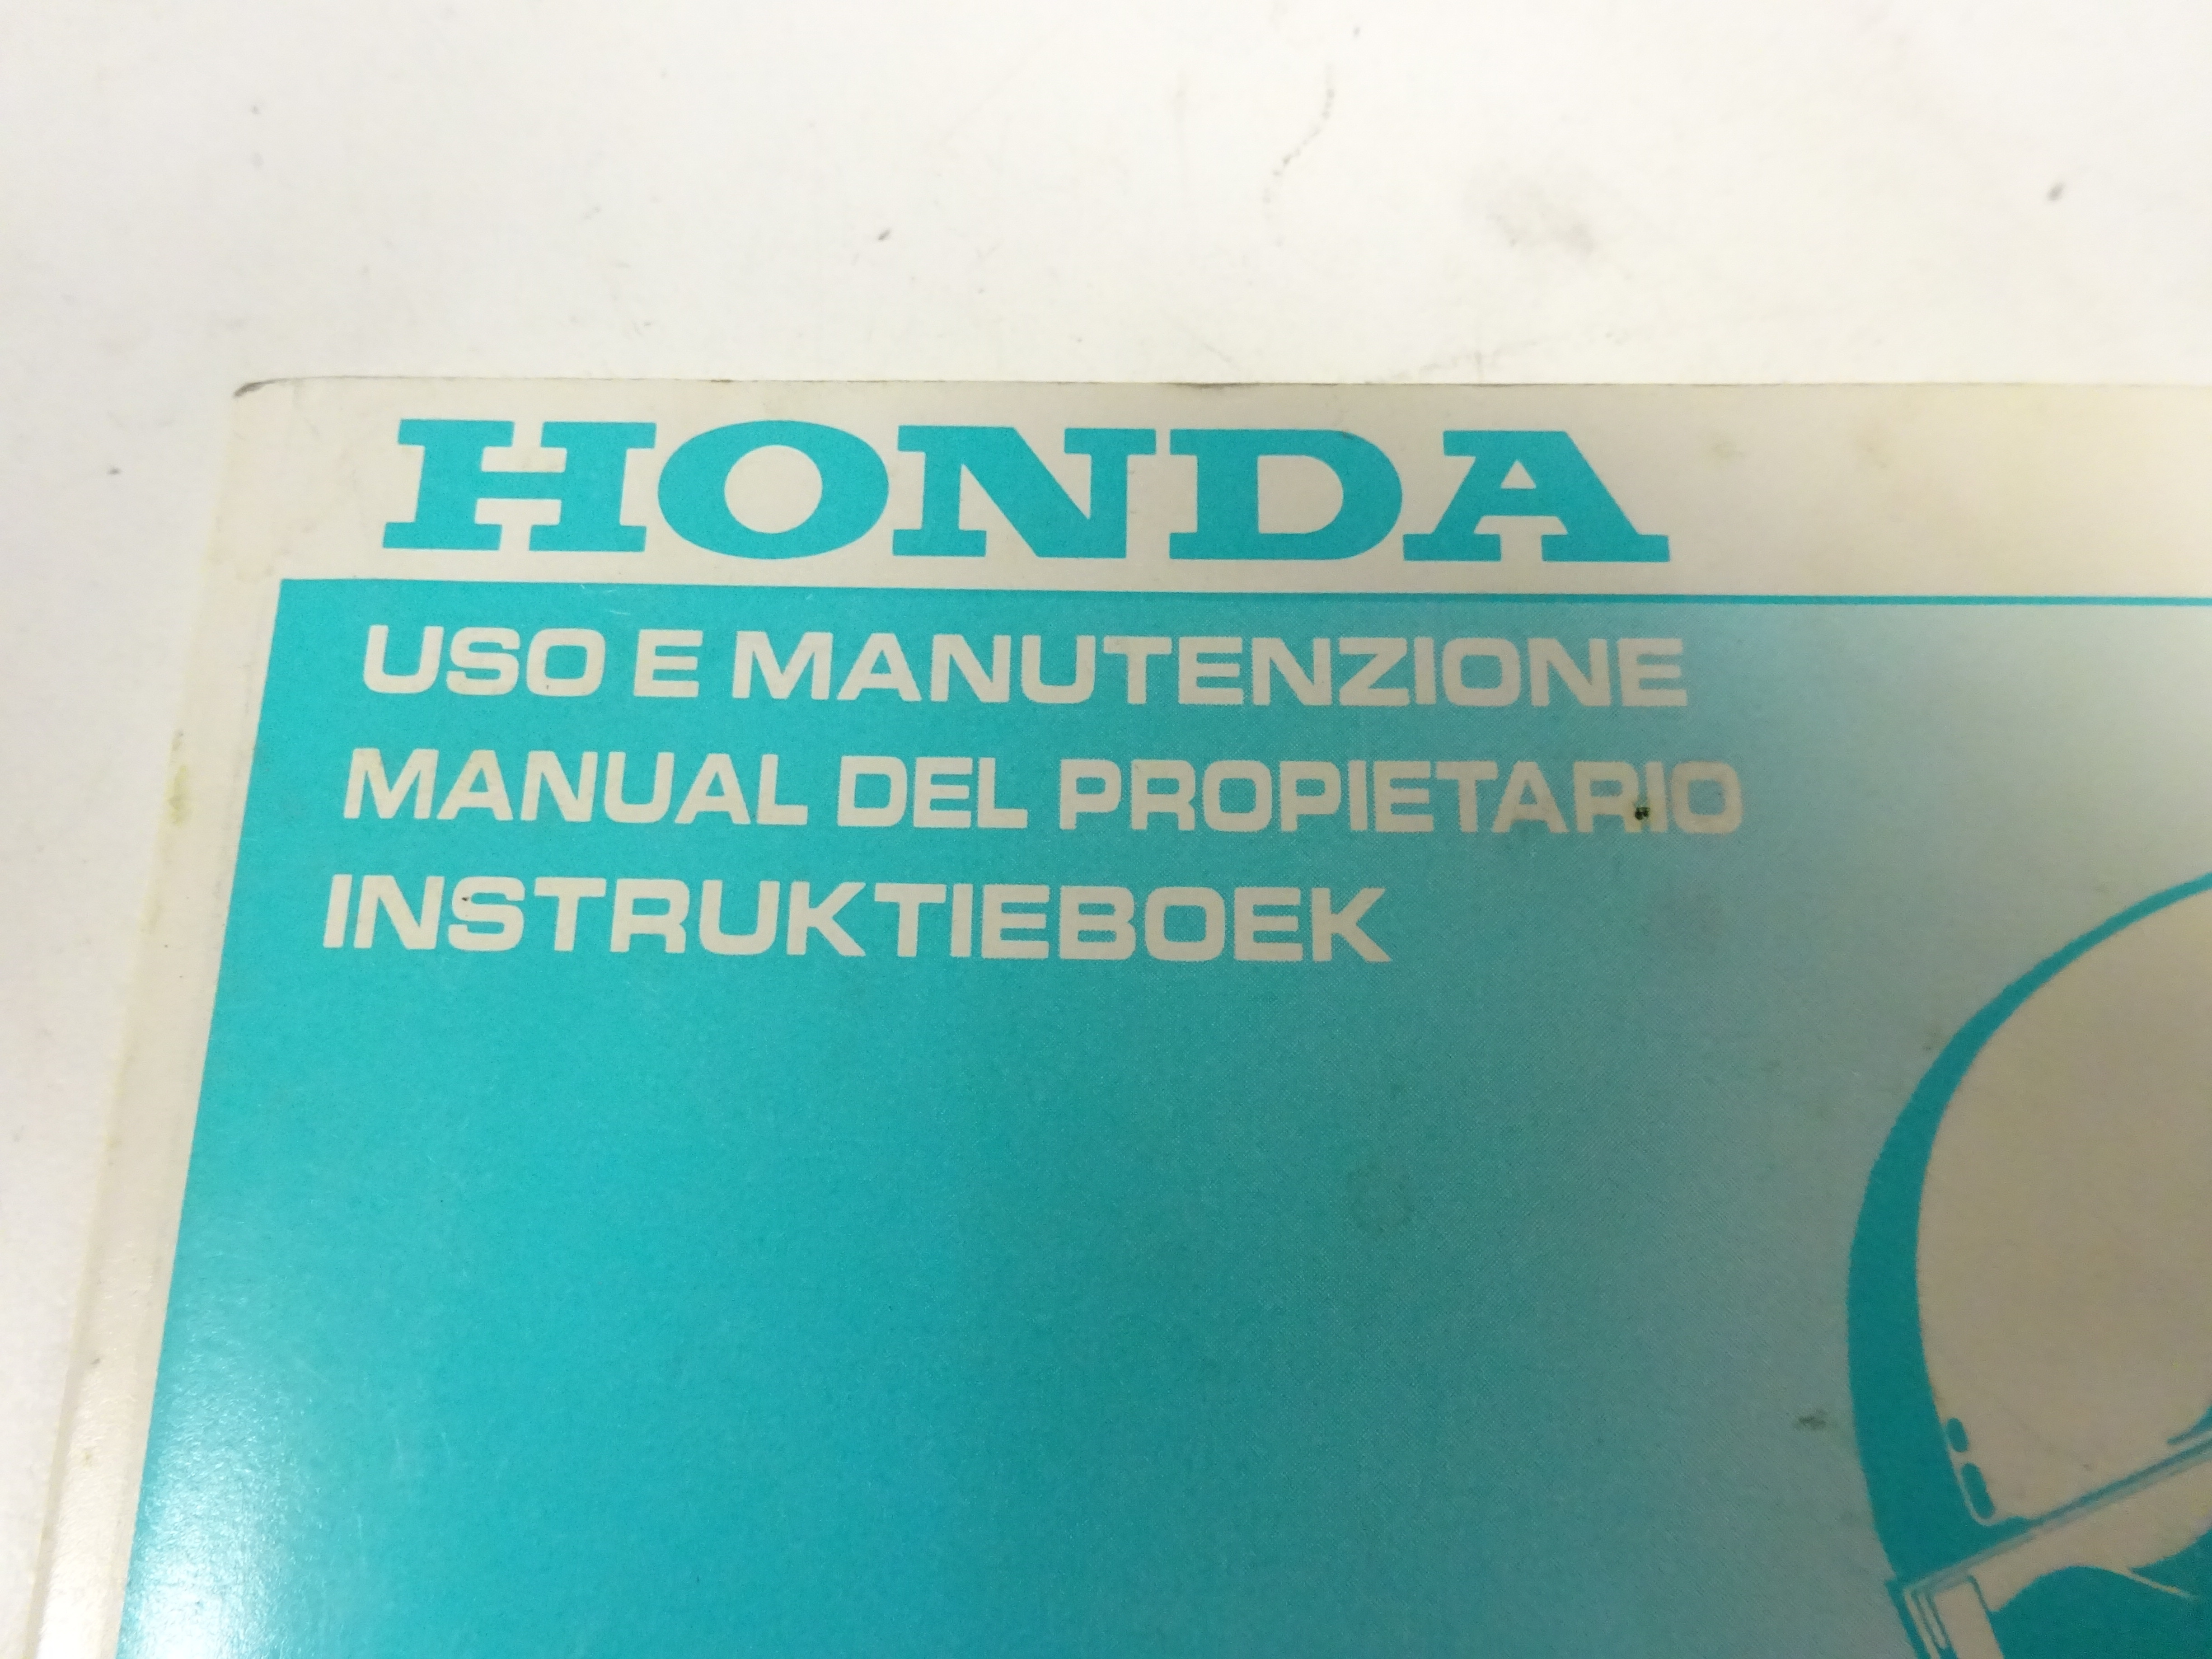 HONDA
USO E MANUTENZIONE
MANUAL DEL PROPIETARIO
INSTRUKTIEBOEK